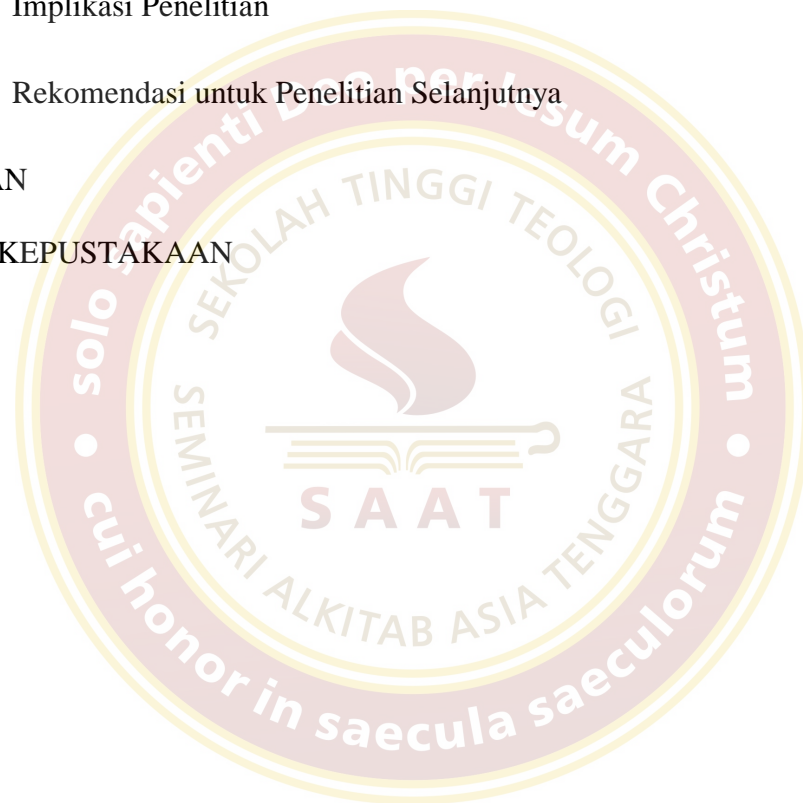 Implikasi Penelitian
Rekomendasi untuk Penelitian Selanjutnya
AN
KEPUSTAKAAN
solo sapienti Deo per Iesum Christum
SEKOLAH TINGGI TEOLOGI
SEMINARI ALKITAB ASIA TENGGARA
SAAT
cui honor in saecula saeculorum